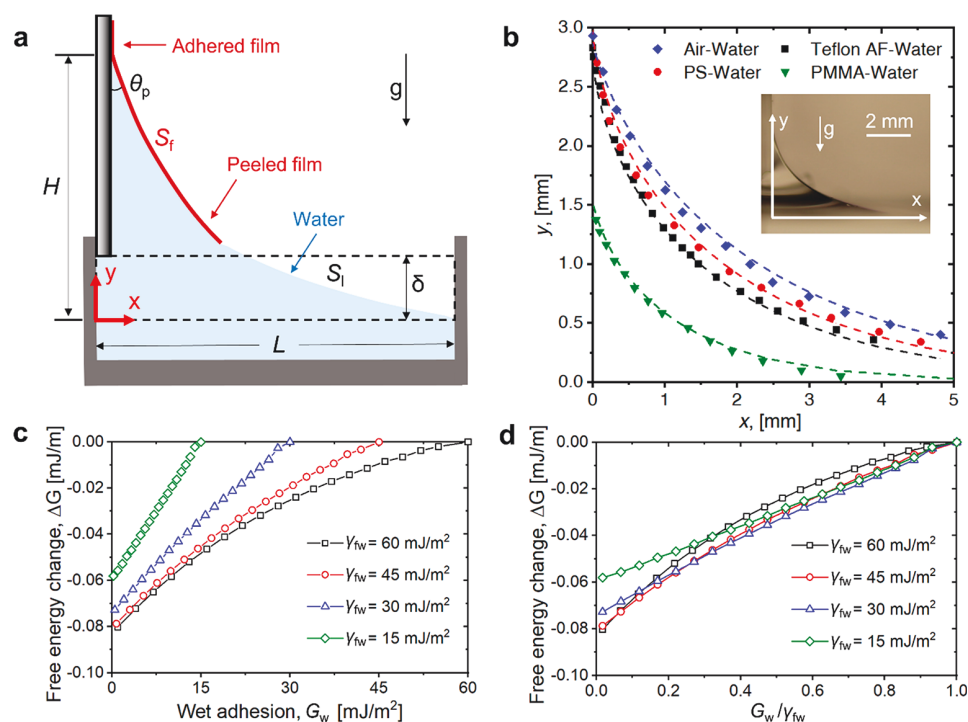 a
Adhered film
θp
g
Sf
H
Peeled film
Water
y
x
Sl
δ
L
b
Air-Water
Teflon AF-Water
PS-Water
PMMA-Water
y
g
2 mm
x
3.0
2.5
2.0
1.5
1.0
0.5
0.0
y, [mm]
0
1
2
3
4
5
x, [mm]
c
Free energy change, ΔG [mJ/m]
0.00
-0.02
-0.04
-0.06
-0.08
-0.10
γfw = 60 mJ/m²
γfw = 45 mJ/m²
γfw = 30 mJ/m²
γfw = 15 mJ/m²
0
15
30
45
60
Wet adhesion, Gw [mJ/m²]
d
Free energy change, ΔG [mJ/m]
0.00
-0.02
-0.04
-0.06
-0.08
-0.10
γfw = 60 mJ/m²
γfw = 45 mJ/m²
γfw = 30 mJ/m²
γfw = 15 mJ/m²
0.0
0.2
0.4
0.6
0.8
1.0
Gw/γfw